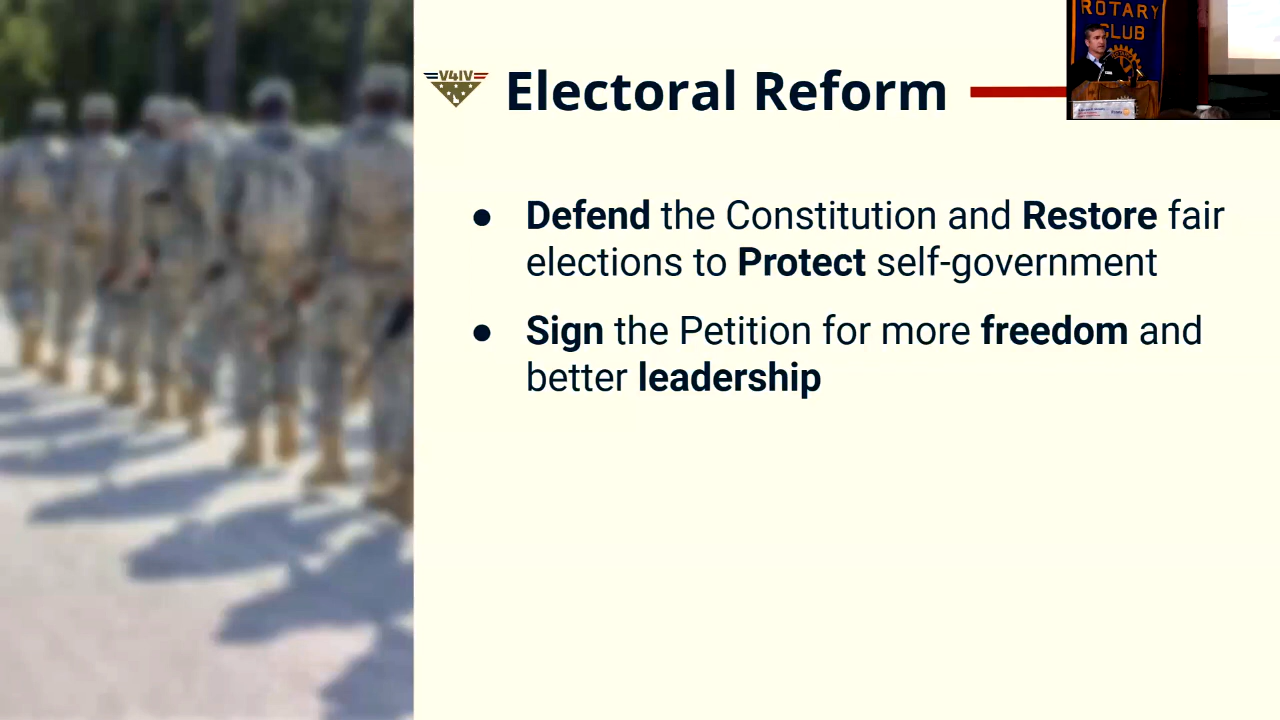 V4IV
Electoral Reform
ROTARY
CLUB
● Defend the Constitution and Restore fair
elections to Protect self-government
● Sign the Petition for more freedom and
better leadership